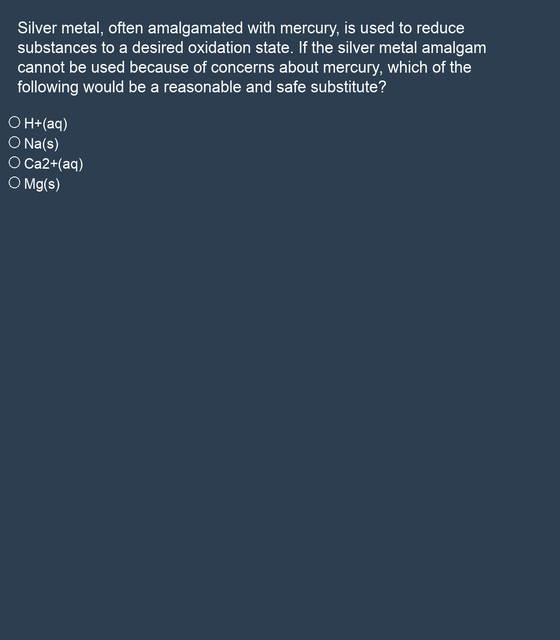 Silver metal, often amalgamated with mercury, is used to reduce
substances to a desired oxidation state. If the silver metal amalgam
cannot be used because of concerns about mercury, which of the
following would be a reasonable and safe substitute?
H+(aq)
Na(s)
Ca2+(aq)
Mg(s)